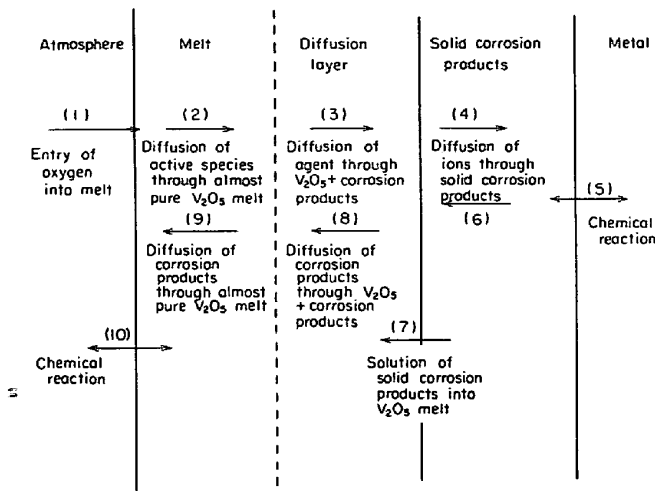 Atmosphere
Melt
Diffusion
layer
Solid corrosion
products
Metal
(1)
Entry of
oxygen
into melt
(2)
Diffusion of
active species
through almost
pure V₂O₅ melt
(3)
Diffusion of
agent through
V₂O₅ + corrosion
products
(4)
Diffusion
of ions through
solid corrosion
products
(5)
Chemical
reaction
(6)
(9)
Diffusion of
corrosion
products
through almost
pure V₂O₅ melt
(8)
Diffusion of
corrosion
products
through V₂O₅
+ corrosion
products
(7)
Solution of
solid corrosion
products into
V₂O₅ melt
(10)
Chemical
reaction